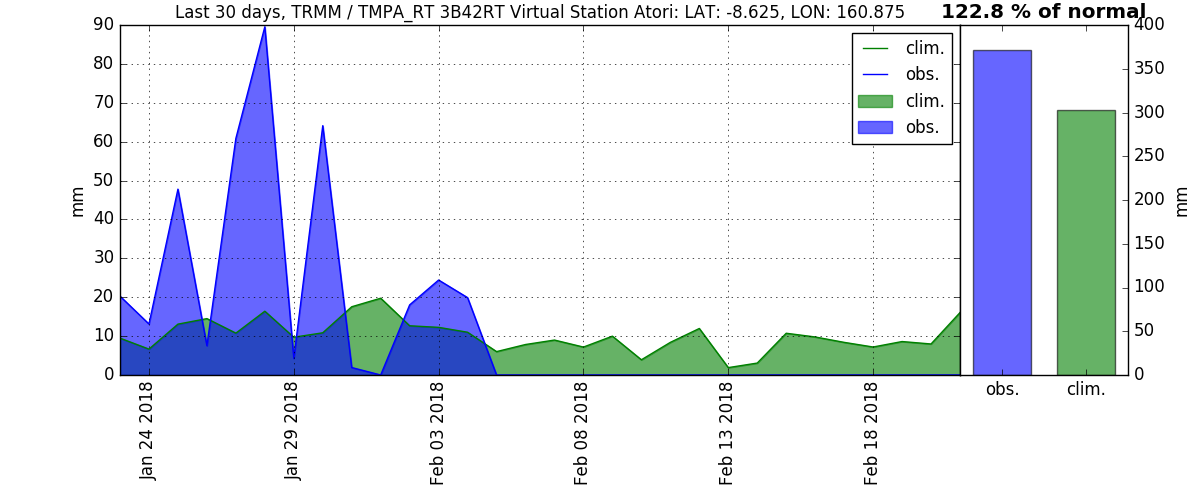 Last 30 days, TRMM / TMPA_RT 3B42RT Virtual Station Atori: LAT: -8.625, LON: 160.875
122.8 % of normal
90
80
70
60
50
40
30
20
10
0
mm
clim.
obs.
clim.
obs.
Jan 24 2018
Jan 29 2018
Feb 03 2018
Feb 08 2018
Feb 13 2018
Feb 18 2018
400
350
300
250
200
150
100
50
0
mm
obs. clim.